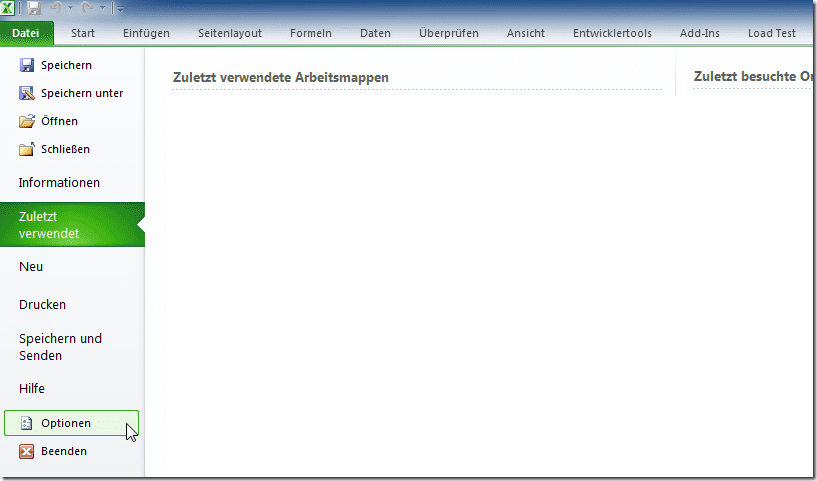 Datei Start Einfügen Seitenlayout Formeln Daten Überprüfen Ansicht Entwicklertools Add-Ins Load Test
Speichern
Speichern unter
Öffnen
Schließen
Informationen
Zuletzt
verwendet
Neu
Drucken
Speichern und
Senden
Hilfe
Optionen
Beenden
Zuletzt verwendete Arbeitsmappen
Zuletzt besuchte